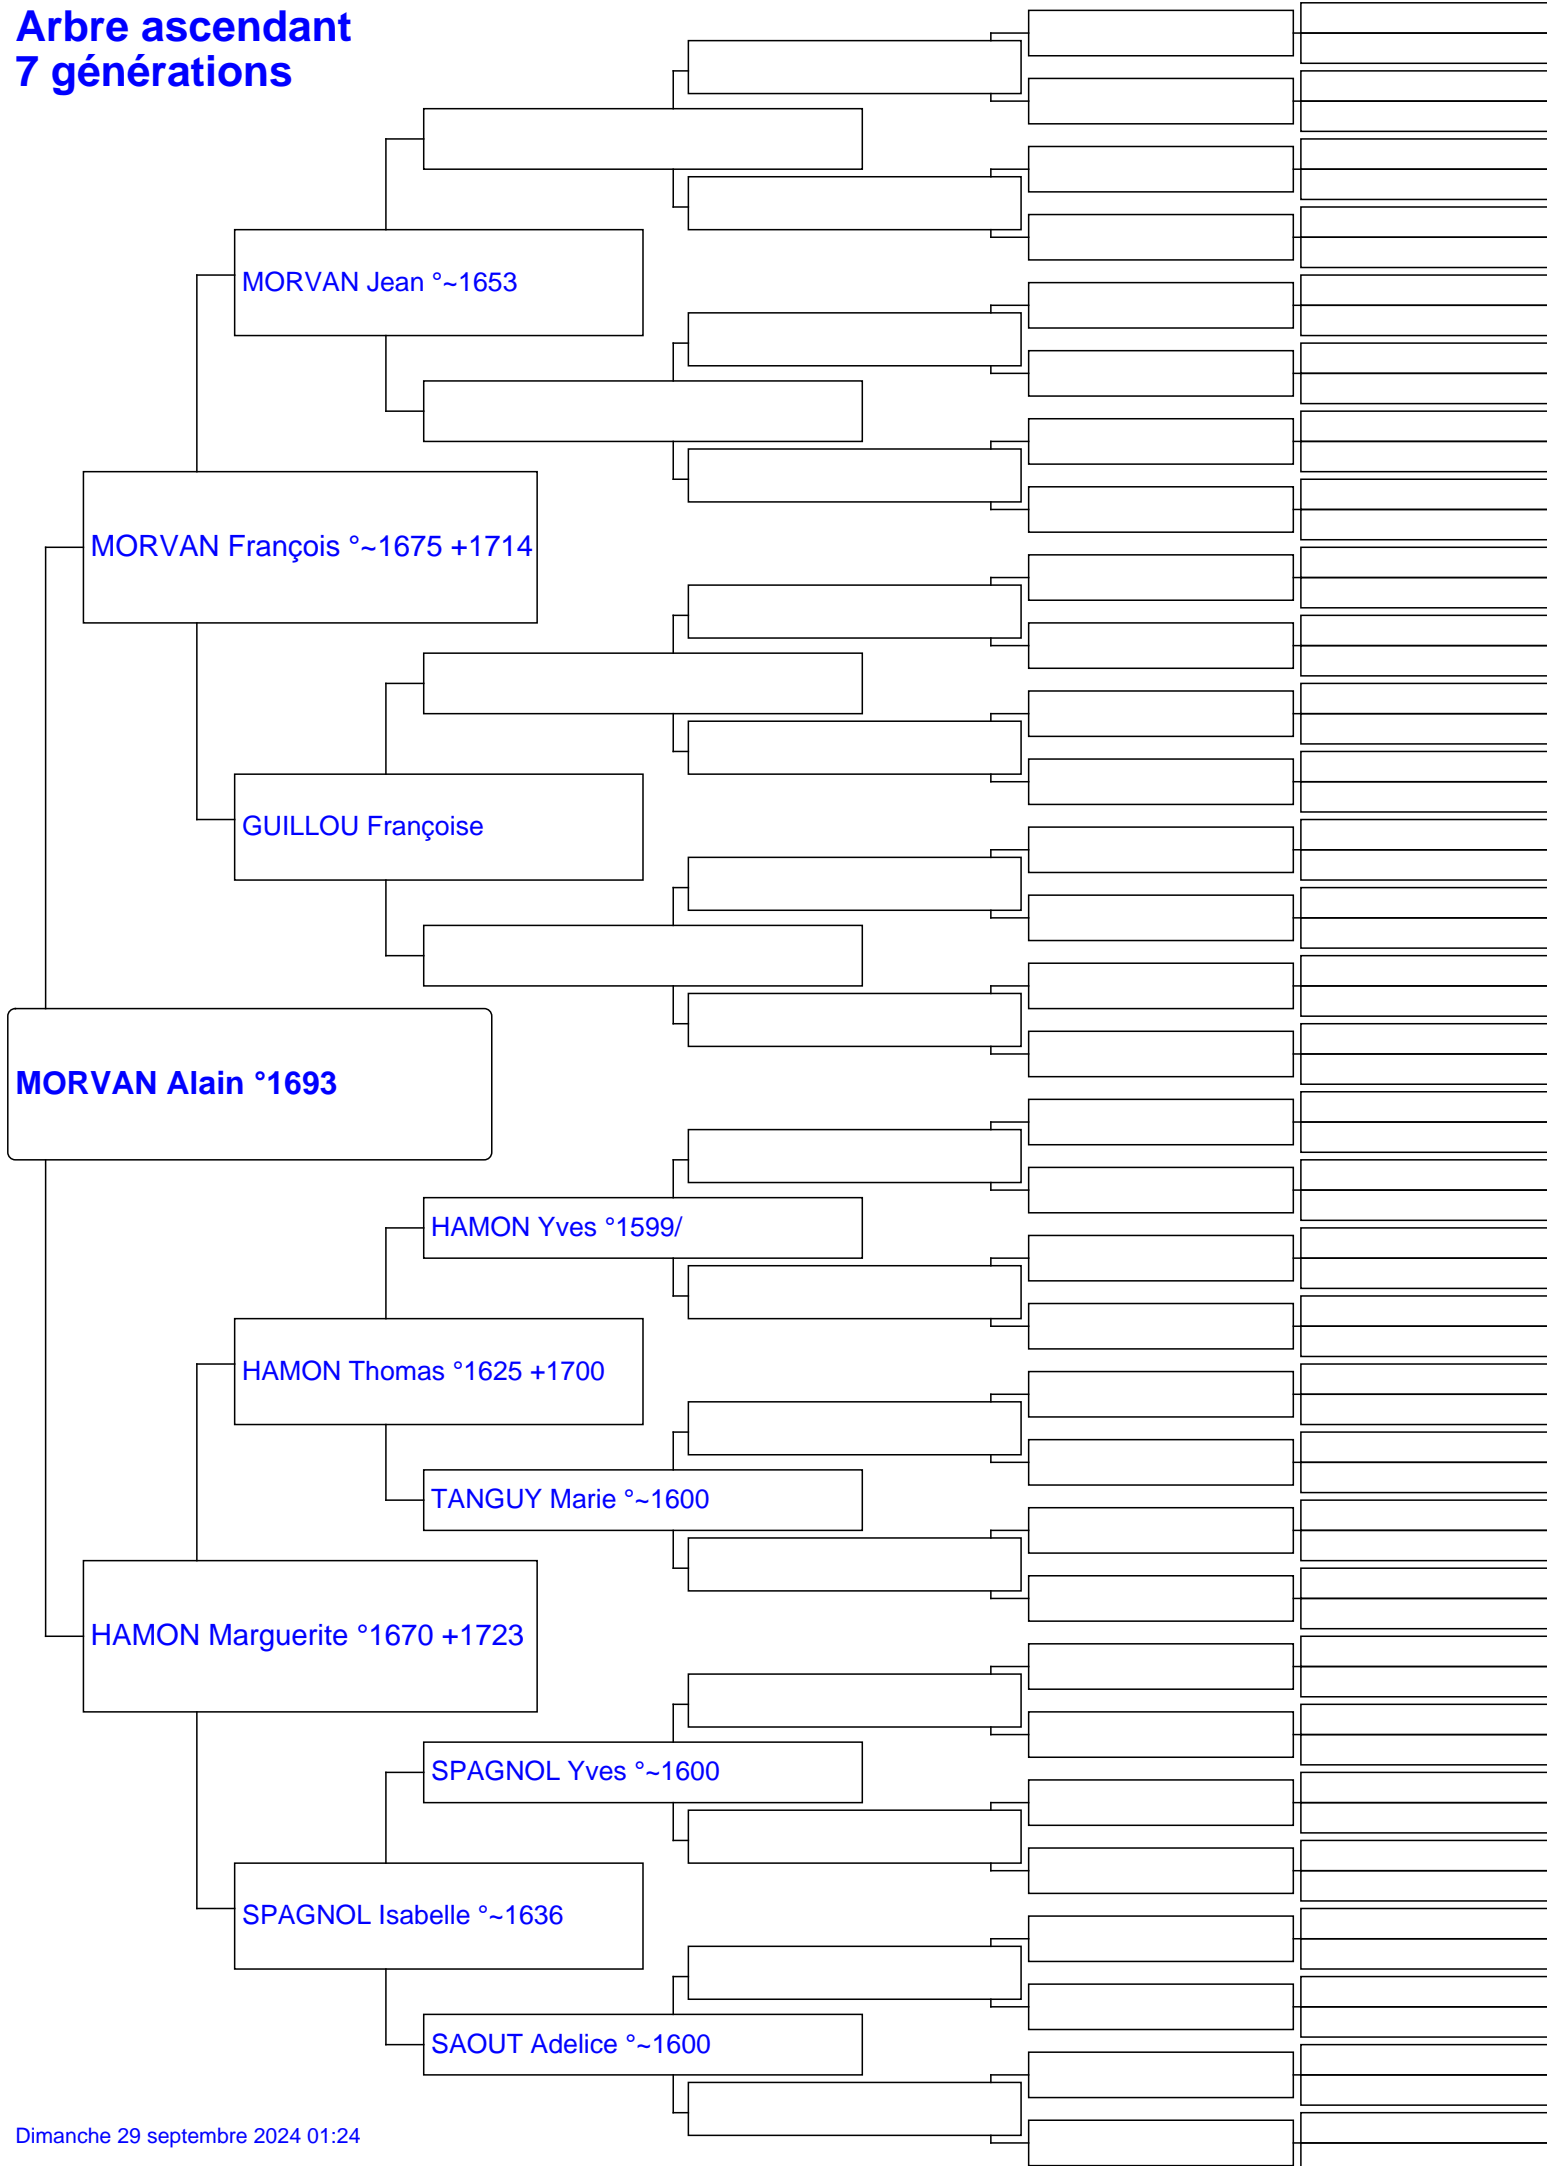 Arbre ascendant
7 générations
MORVAN Jean °~1653
MORVAN François °~1675 +1714
GUILLOU Françoise
MORVAN Alain °1693
HAMON Yves °1599/
HAMON Thomas °1625 +1700
TANGUY Marie °~1600
HAMON Marguerite °1670 +1723
SPAGNOL Yves °~1600
SPAGNOL Isabelle °~1636
SAOUT Adelice °~1600
Dimanche 29 septembre 2024 01:24